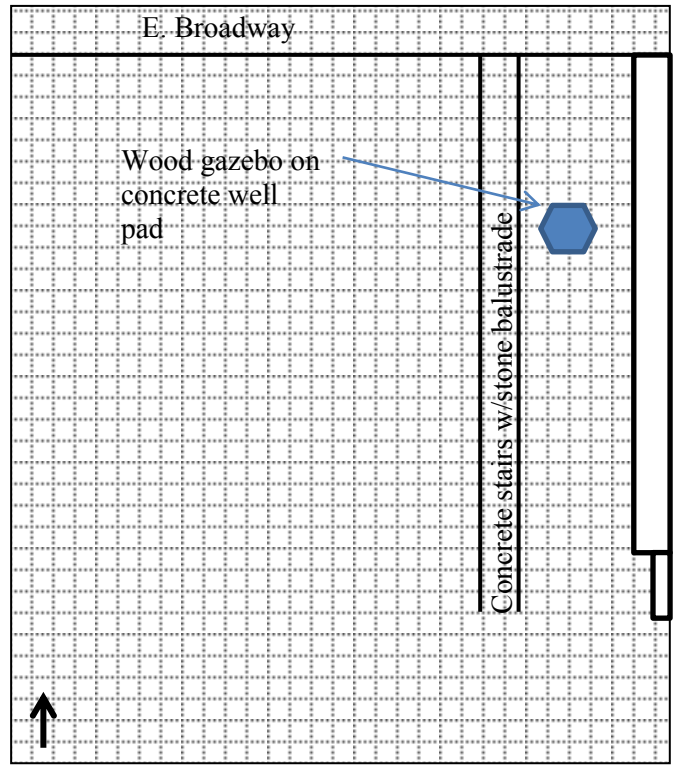 E. Broadway
Wood gazebo on
concrete well
pad
Concrete stairs w/stone balustrade